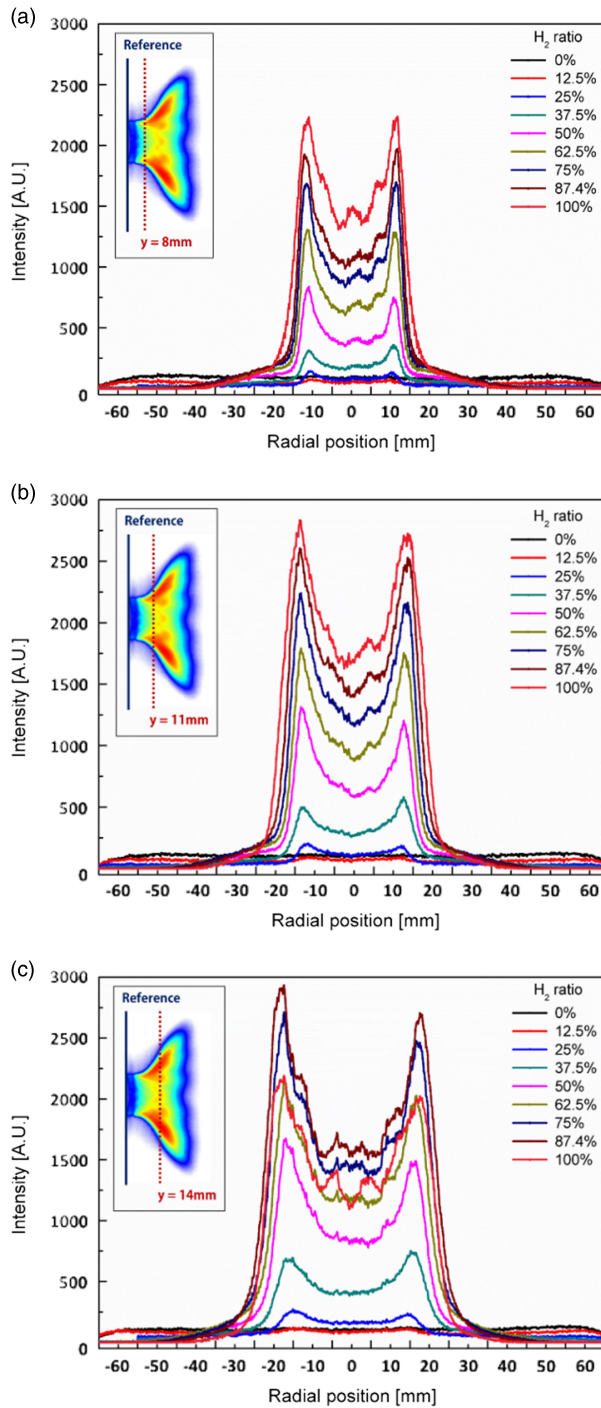 (a)
3000
2500
2000
1500
1000
500
0
Intensity [A.U.]
Reference
y = 8mm
H2 ratio
0%
12.5%
25%
37.5%
50%
62.5%
75%
87.4%
100%
-60 -50 -40 -30 -20 -10 0 10 20 30 40 50 60
Radial position [mm]
(b)
3000
2500
2000
1500
1000
500
0
Intensity [A.U.]
Reference
y = 11mm
H2 ratio
0%
12.5%
25%
37.5%
50%
62.5%
75%
87.4%
100%
-60 -50 -40 -30 -20 -10 0 10 20 30 40 50 60
Radial position [mm]
(c)
3000
2500
2000
1500
1000
500
0
Intensity [A.U.]
Reference
y = 14mm
H2 ratio
0%
12.5%
25%
37.5%
50%
62.5%
75%
87.4%
100%
-60 -50 -40 -30 -20 -10 0 10 20 30 40 50 60
Radial position [mm]